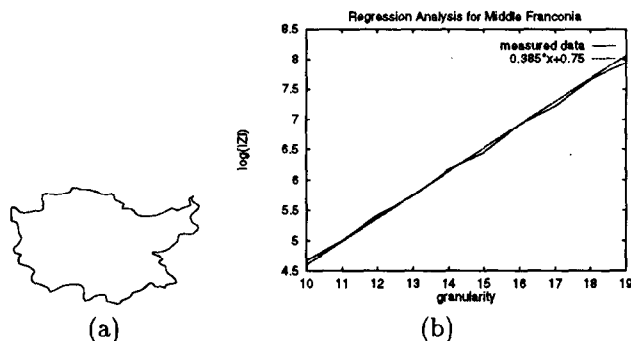 Regression Analysis for Middle Franconia
measured data
0.385*x+0.75
log(|Z|)
8.5
8
7.5
7
6.5
6
5.5
5
4.5
10 11 12 13 14 15 16 17 18 19
granularity
(a) (b)